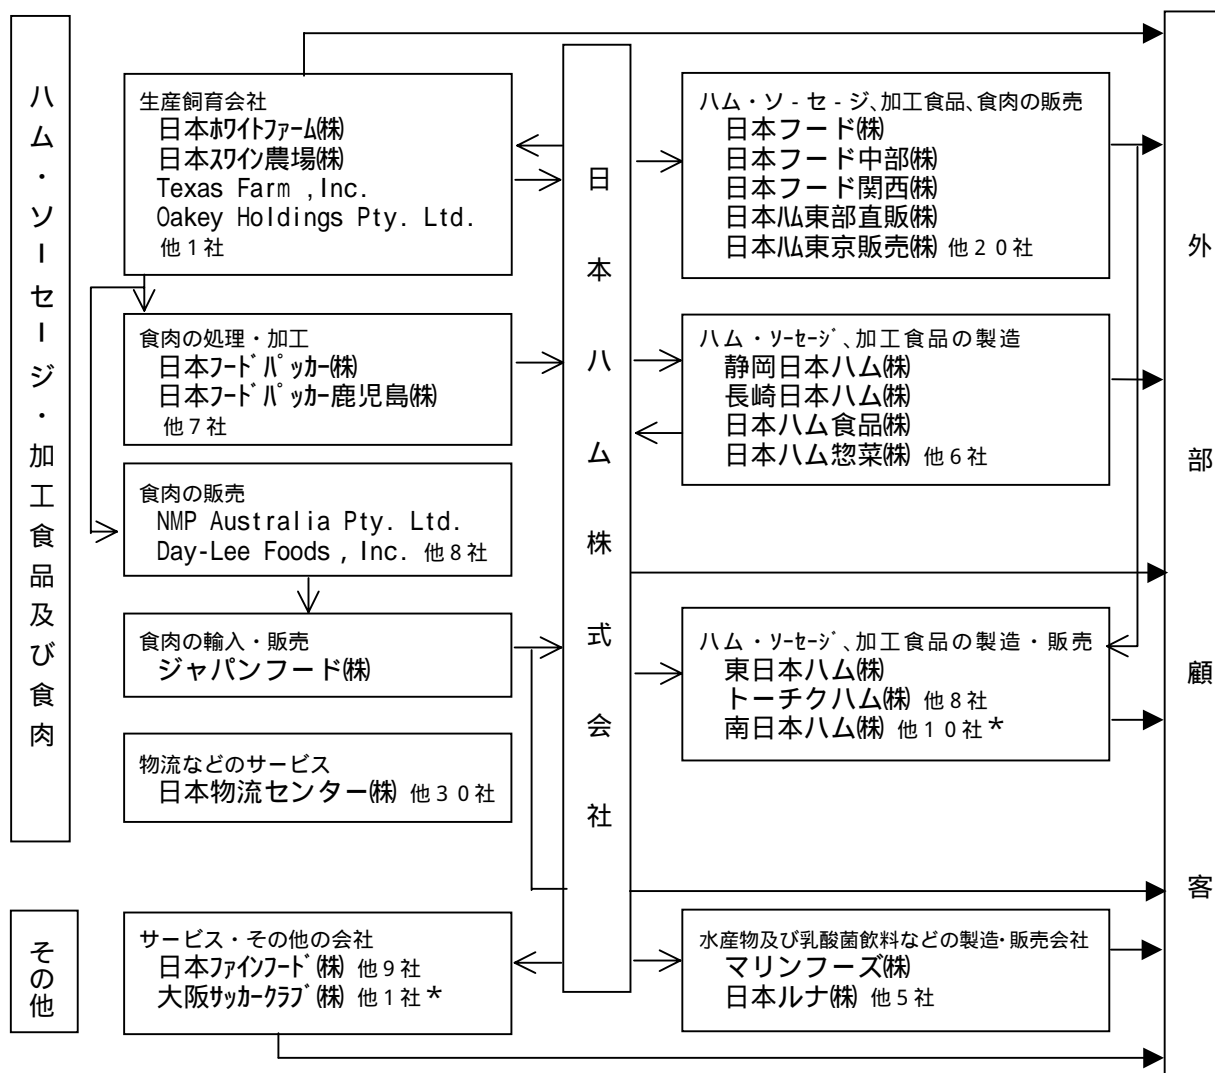 ハム・ソーセージ・加工食品及び食肉
生産飼育会社
日本ﾎﾜｲﾄﾌｧｰﾑ㈱
日本ｽﾜｲﾝ農場㈱
Texas Farm ,Inc.
Oakey Holdings Pty. Ltd.
他1社
食肉の処理・加工
日本ﾌｰﾄﾞﾊﾟｯｶｰ㈱
日本ﾌｰﾄﾞﾊﾟｯｶｰ鹿児島㈱
他7社
食肉の販売
NMP Australia Pty. Ltd.
Day-Lee Foods , Inc. 他8社
食肉の輸入・販売
ジャパンフード㈱
物流などのサービス
日本物流センター㈱ 他30社
日本ハム株式会社
ハム・ソ-セ-ジ､加工食品､食肉の販売
日本フード㈱
日本フード中部㈱
日本フード関西㈱
日本ﾊﾑ東部直販㈱
日本ﾊﾑ東京販売㈱ 他20社
ハム・ｿｰｾｰｼﾞ､加工食品の製造
静岡日本ハム㈱
長崎日本ハム㈱
日本ハム食品㈱
日本ハム惣菜㈱ 他6社
ハム・ｿｰｾｰｼﾞ､加工食品の製造・販売
東日本ハム㈱
トーチクハム㈱ 他8社
南日本ハム㈱ 他10社*
外部顧客
その他
サービス・その他の会社
日本ﾌｧｲﾝﾌｰﾄﾞ㈱ 他9社
大阪ｻｯｶｰｸﾗﾌﾞ㈱ 他1社*
水産物及び乳酸菌飲料などの製造･販売会社
マリンフーズ㈱
日本ルナ㈱ 他5社